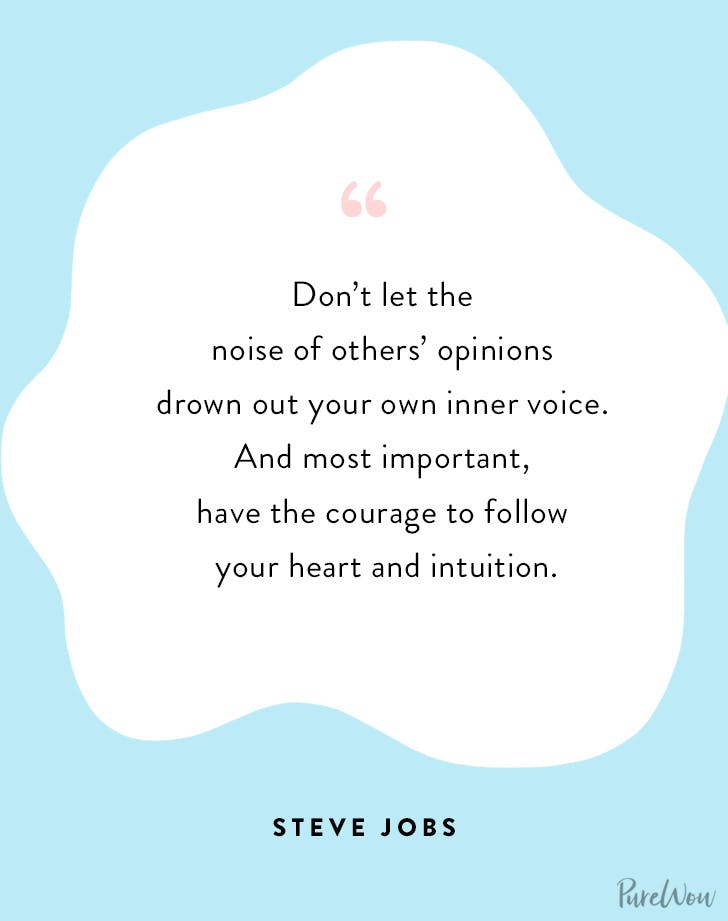 “
Don’t let the
noise of others’ opinions
drown out your own inner voice.
And most important,
have the courage to follow
your heart and intuition.
STEVE JOBS
PureWow